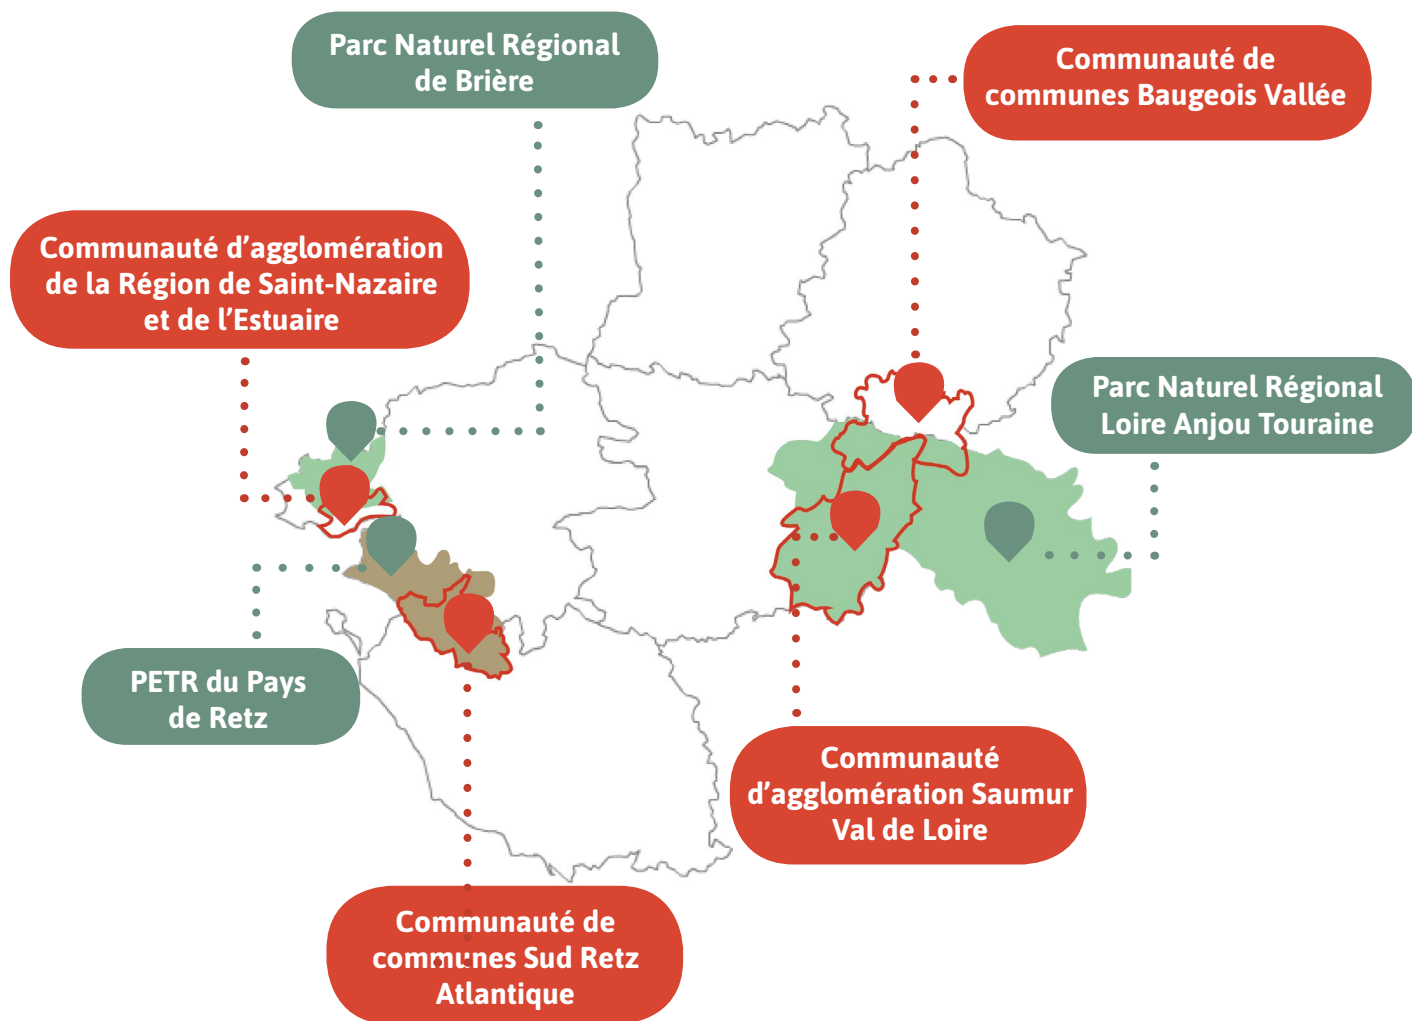 Parc Naturel Régional
de Brière
Communauté de
communes Baugeois Vallée
Communauté d’agglomération
de la Région de Saint-Nazaire
et de l’Estuaire
Parc Naturel Régional
Loire Anjou Touraine
PETR du Pays
de Retz
Communauté
d’agglomération Saumur
Val de Loire
Communauté de
communes Sud Retz
Atlantique